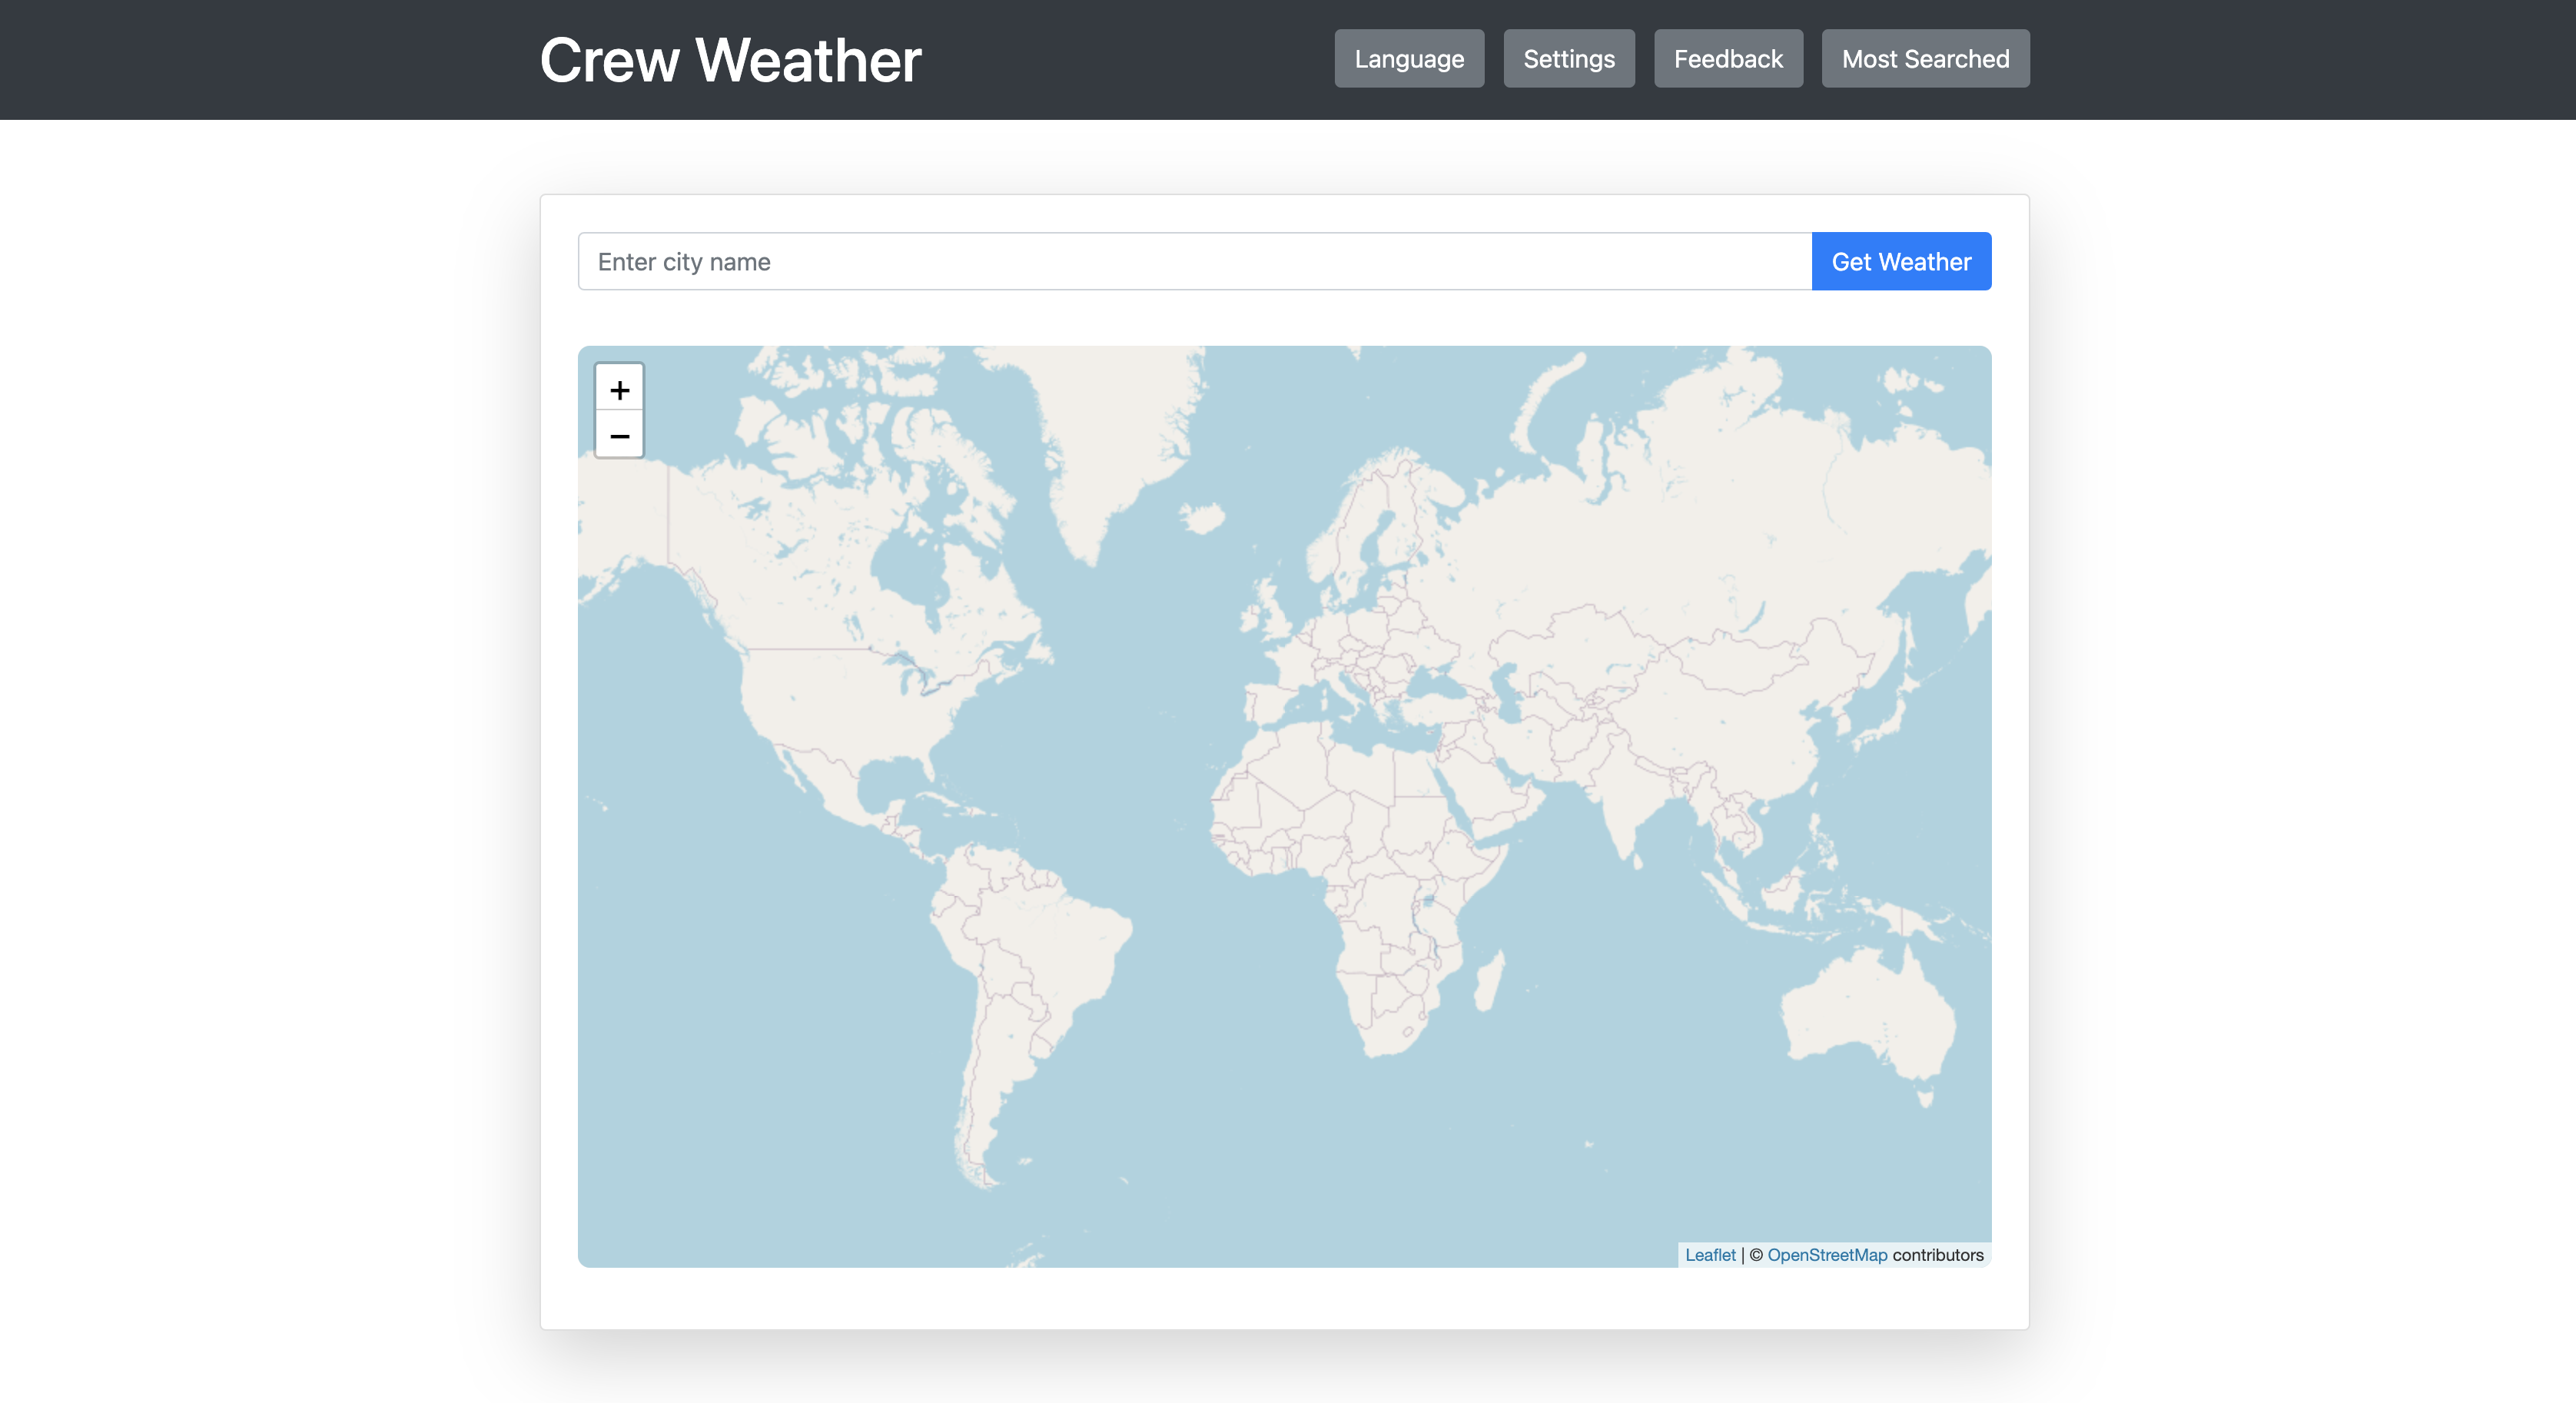 Crew Weather
Language
Settings
Feedback
Most Searched
Enter city name
Get Weather
+
−
Leaflet | © OpenStreetMap contributors